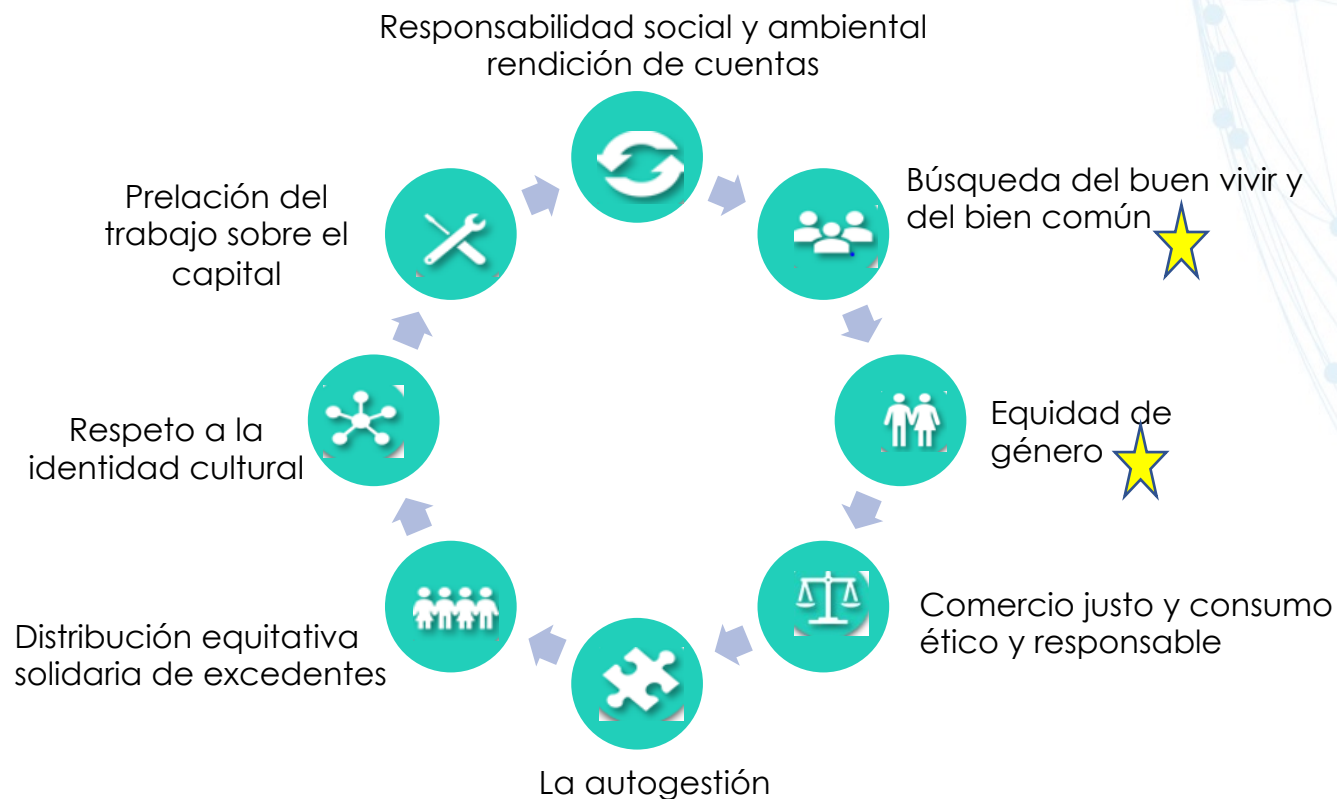 Responsabilidad social y ambiental
rendición de cuentas
Búsqueda del buen vivir y
del bien común
Equidad de
género
Comercio justo y consumo
ético y responsable
La autogestión
Distribución equitativa
solidaria de excedentes
Respeto a la
identidad cultural
Prelación del
trabajo sobre el
capital